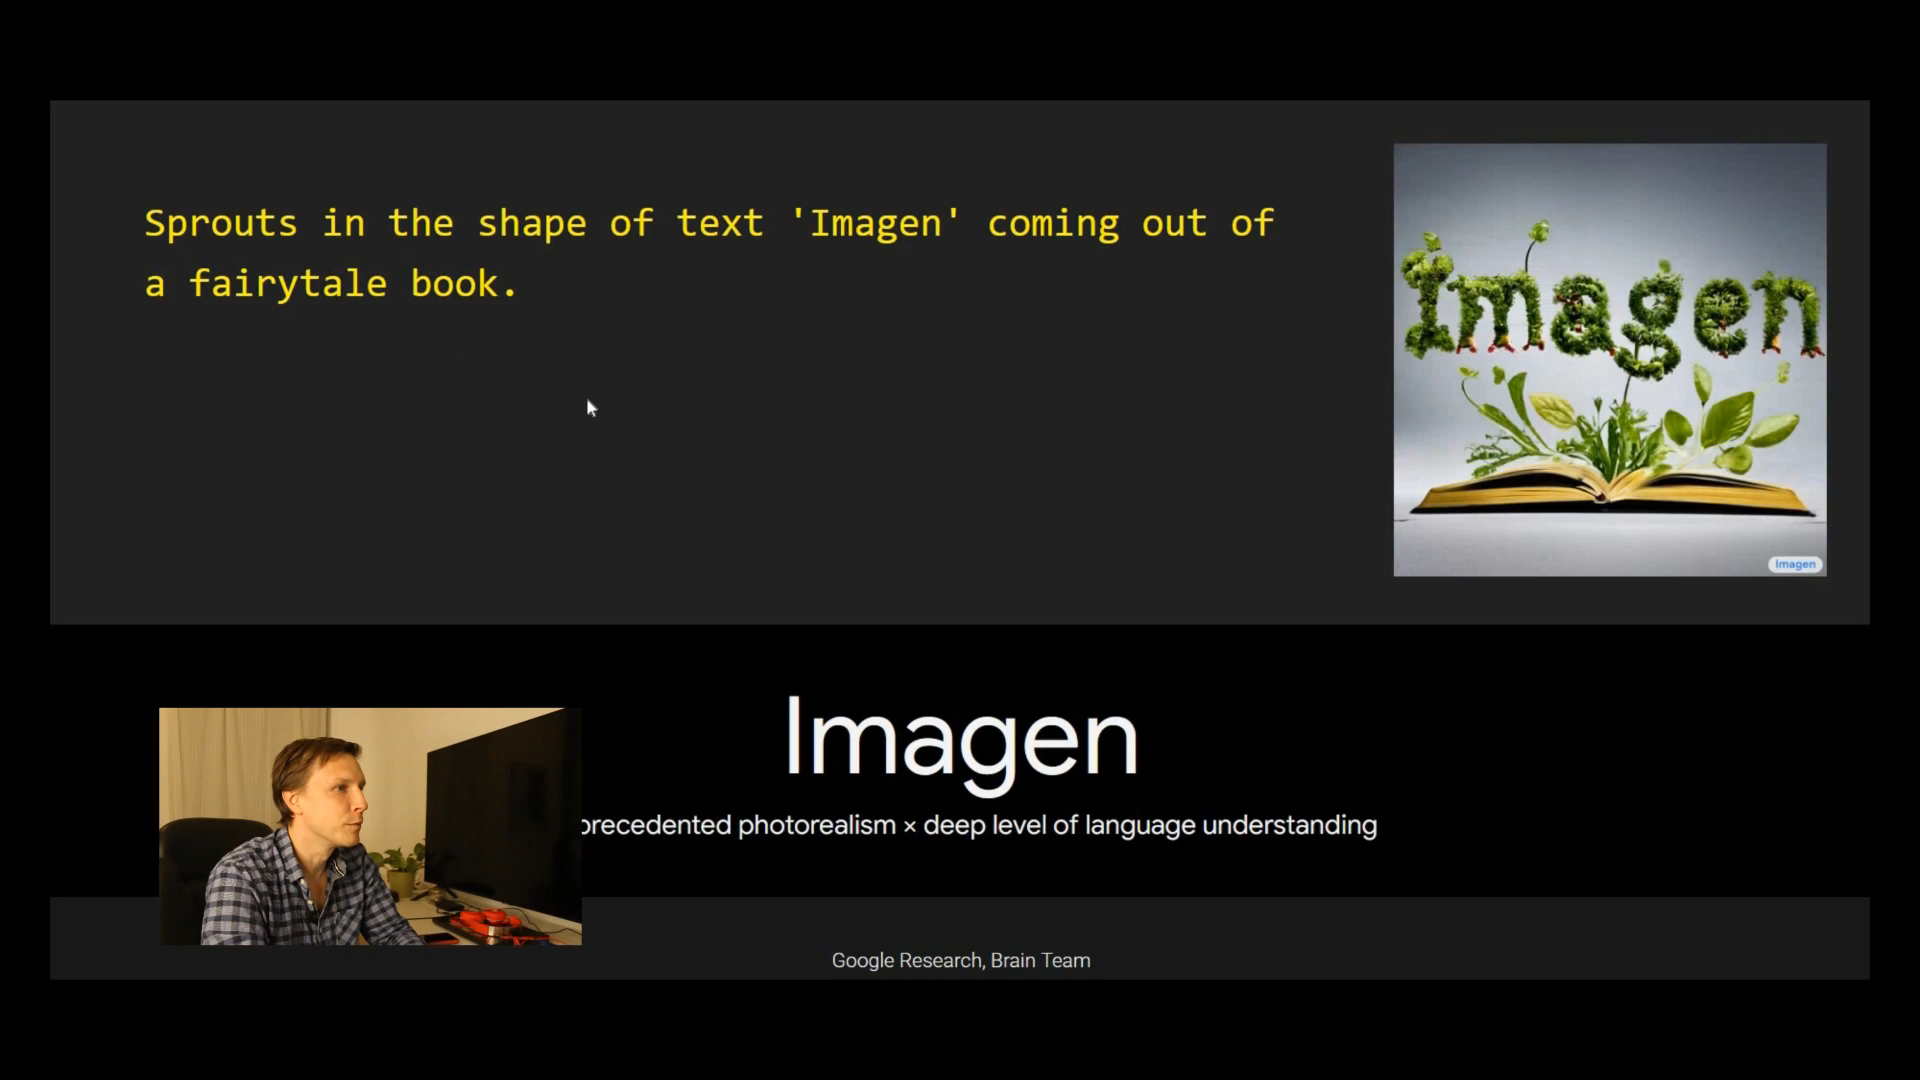 Sprouts in the shape of text 'Imagen' coming out of
a fairytale book.
Imagen
Imagen
Imagen
photorealism × deep level of language understanding
Google Research, Brain Team